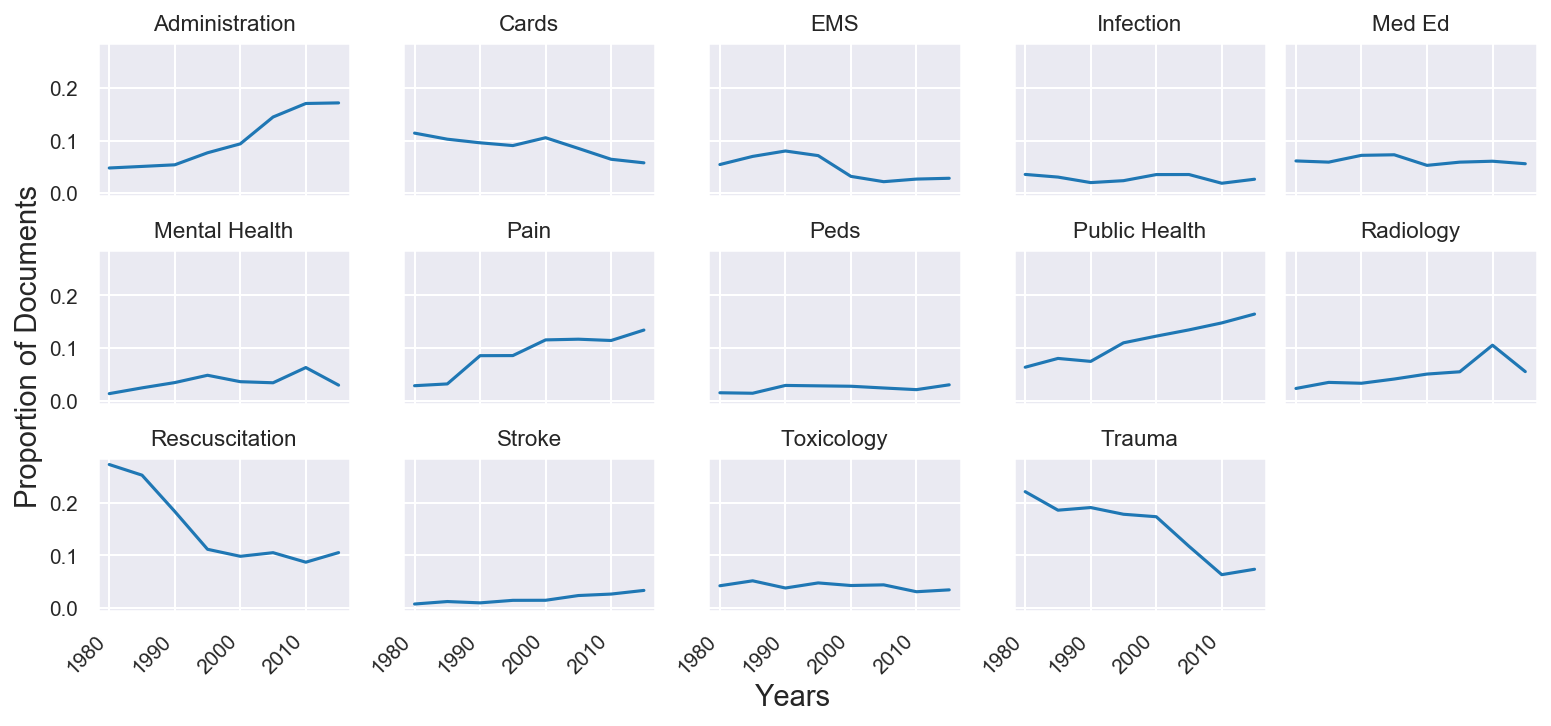 Administration
Cards
EMS
Infection
Med Ed
0.2
0.1
0.0
Mental Health
Pain
Peds
Public Health
Radiology
0.2
0.1
0.0
Rescuscitation
Stroke
Toxicology
Trauma
0.2
0.1
0.0
1980 1990 2000 2010
1980 1990 2000 2010
1980 1990 2000 2010
1980 1990 2000 2010
Proportion of Documents
Years